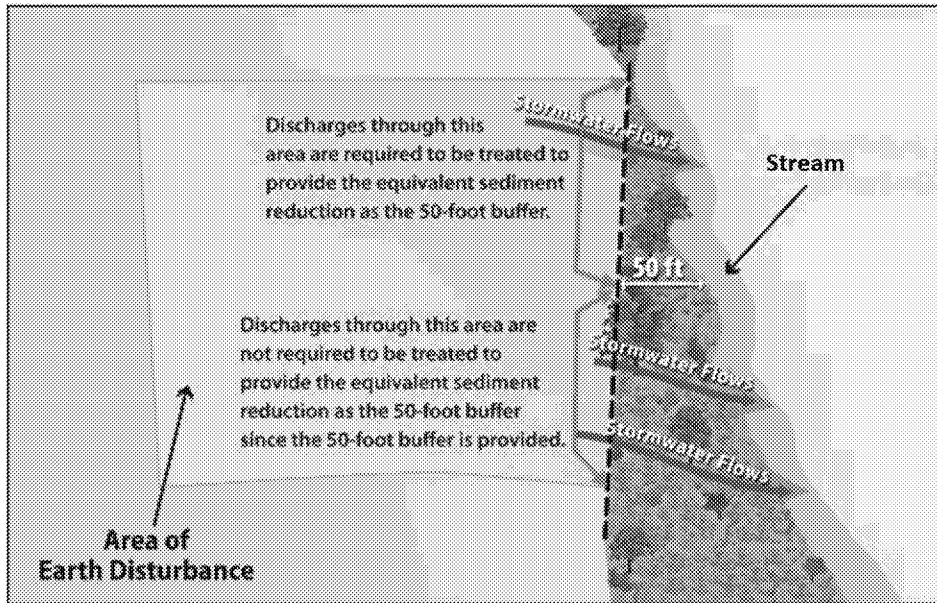 Stormwater Flows
Discharges through this
area are required to be treated to
provide the equivalent sediment
reduction as the 50-foot buffer.
Stream
50 ft
Discharges through this area are
not required to be treated to
provide the equivalent sediment
reduction as the 50-foot buffer
since the 50-foot buffer is provided.
Stormwater Flows
Stormwater Flows
Area of
Earth Disturbance